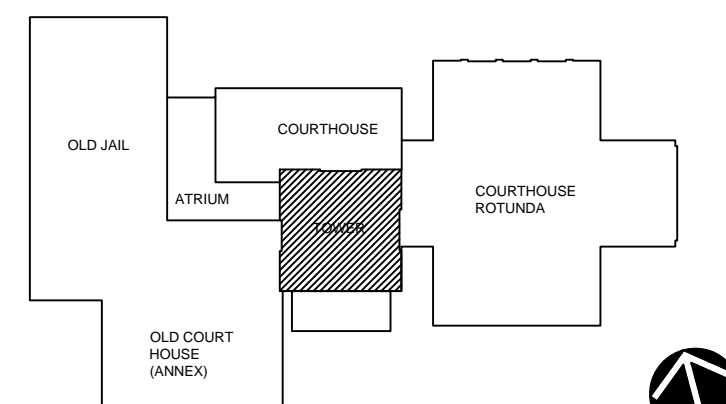 OLD JAIL
COURTHOUSE
ATRIUM
TOWER
COURTHOUSE
ROTUNDA
OLD COURT
HOUSE
(ANNEX)